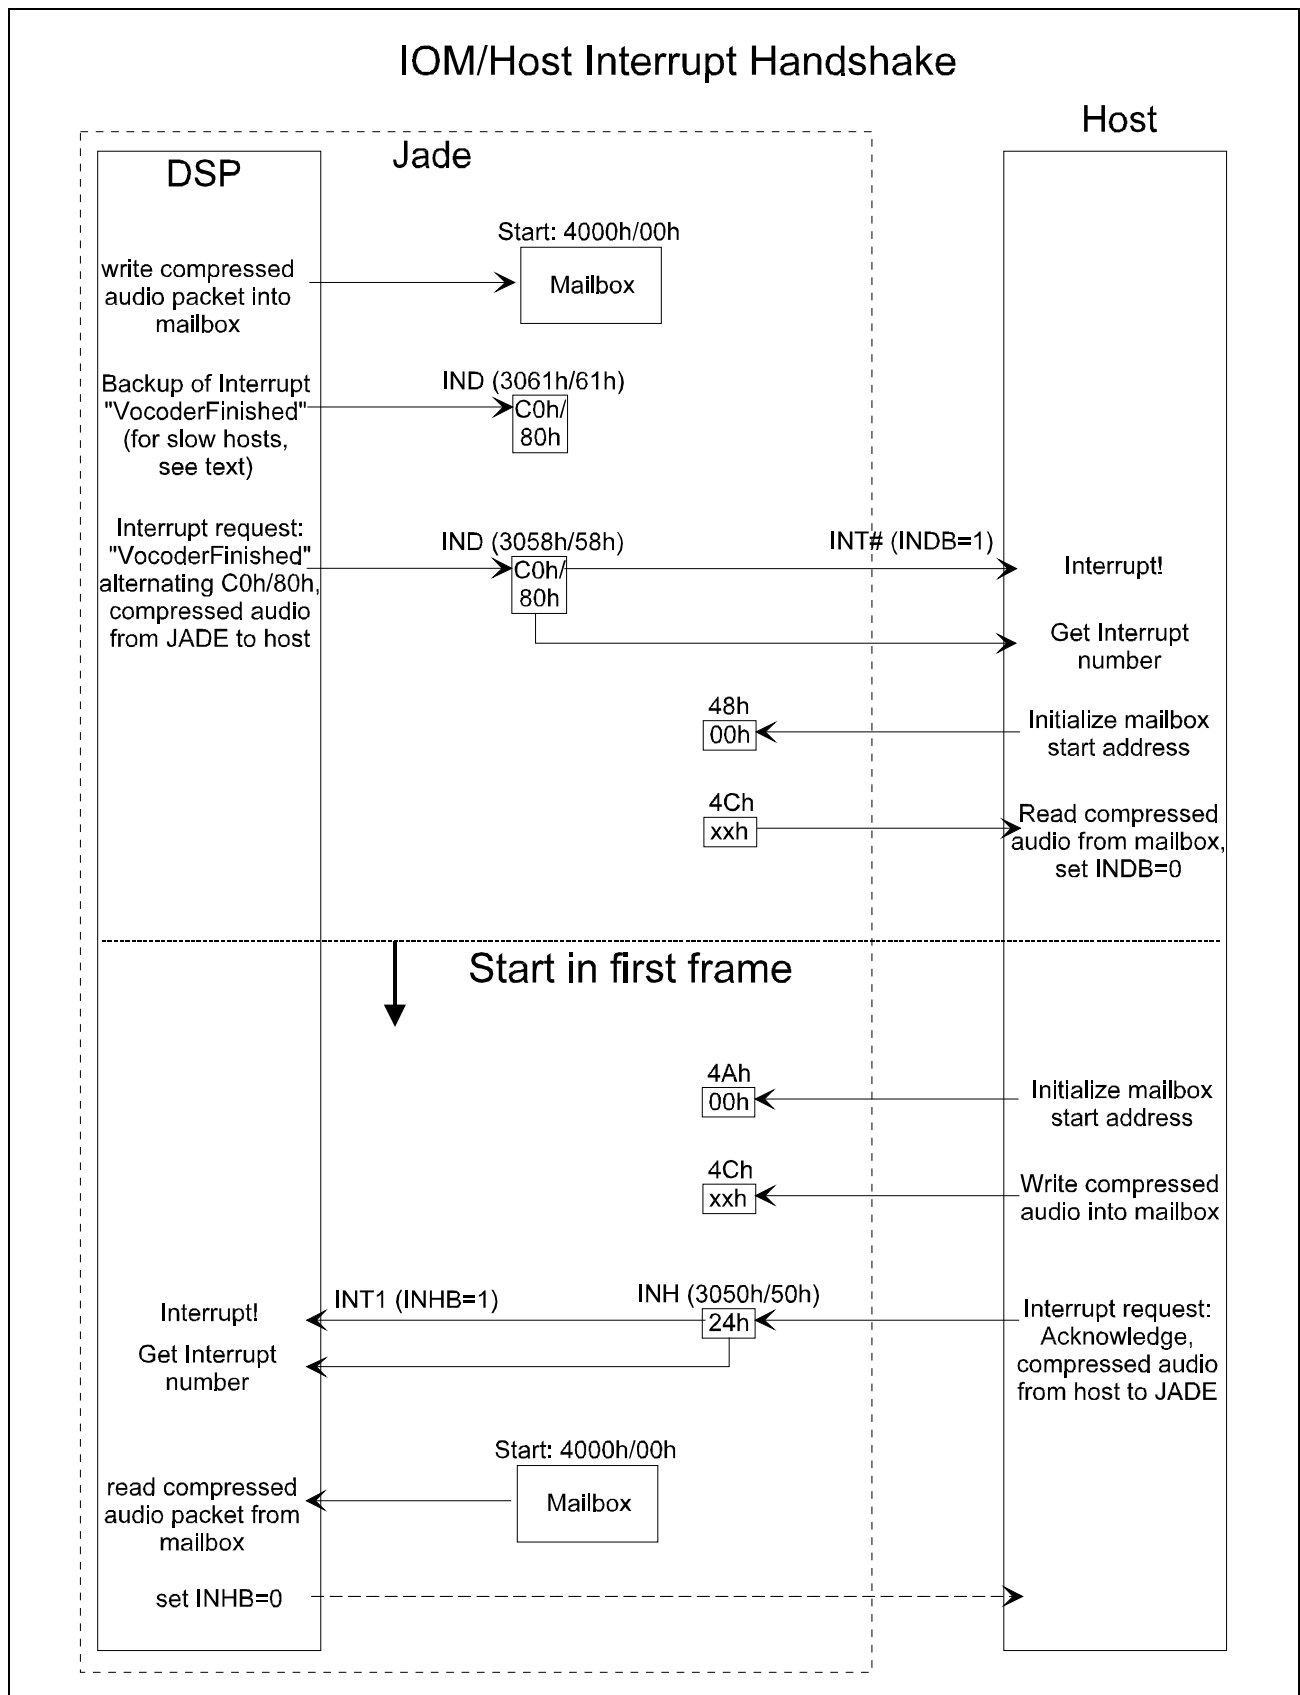 IOM/Host Interrupt Handshake
Host
Jade
DSP
Start: 4000h/00h
write compressed
audio packet into
mailbox
Mailbox
Backup of Interrupt
"VocoderFinished"
(for slow hosts,
see text)
IND (3061h/61h)
C0h/
80h
Interrupt request:
"VocoderFinished"
alternating C0h/80h,
compressed audio
from JADE to host
IND (3058h/58h)
C0h/
80h
INT# (INDB=1)
Interrupt!
Get Interrupt
number
48h
00h
Initialize mailbox
start address
4Ch
xxh
Read compressed
audio from mailbox,
set INDB=0
Start in first frame
4Ah
00h
Initialize mailbox
start address
4Ch
xxh
Write compressed
audio into mailbox
Interrupt!
INT1 (INHB=1)
INH (3050h/50h)
24h
Interrupt request:
Acknowledge,
compressed audio
from host to JADE
Get Interrupt
number
Start: 4000h/00h
Mailbox
read compressed
audio packet from
mailbox
set INHB=0